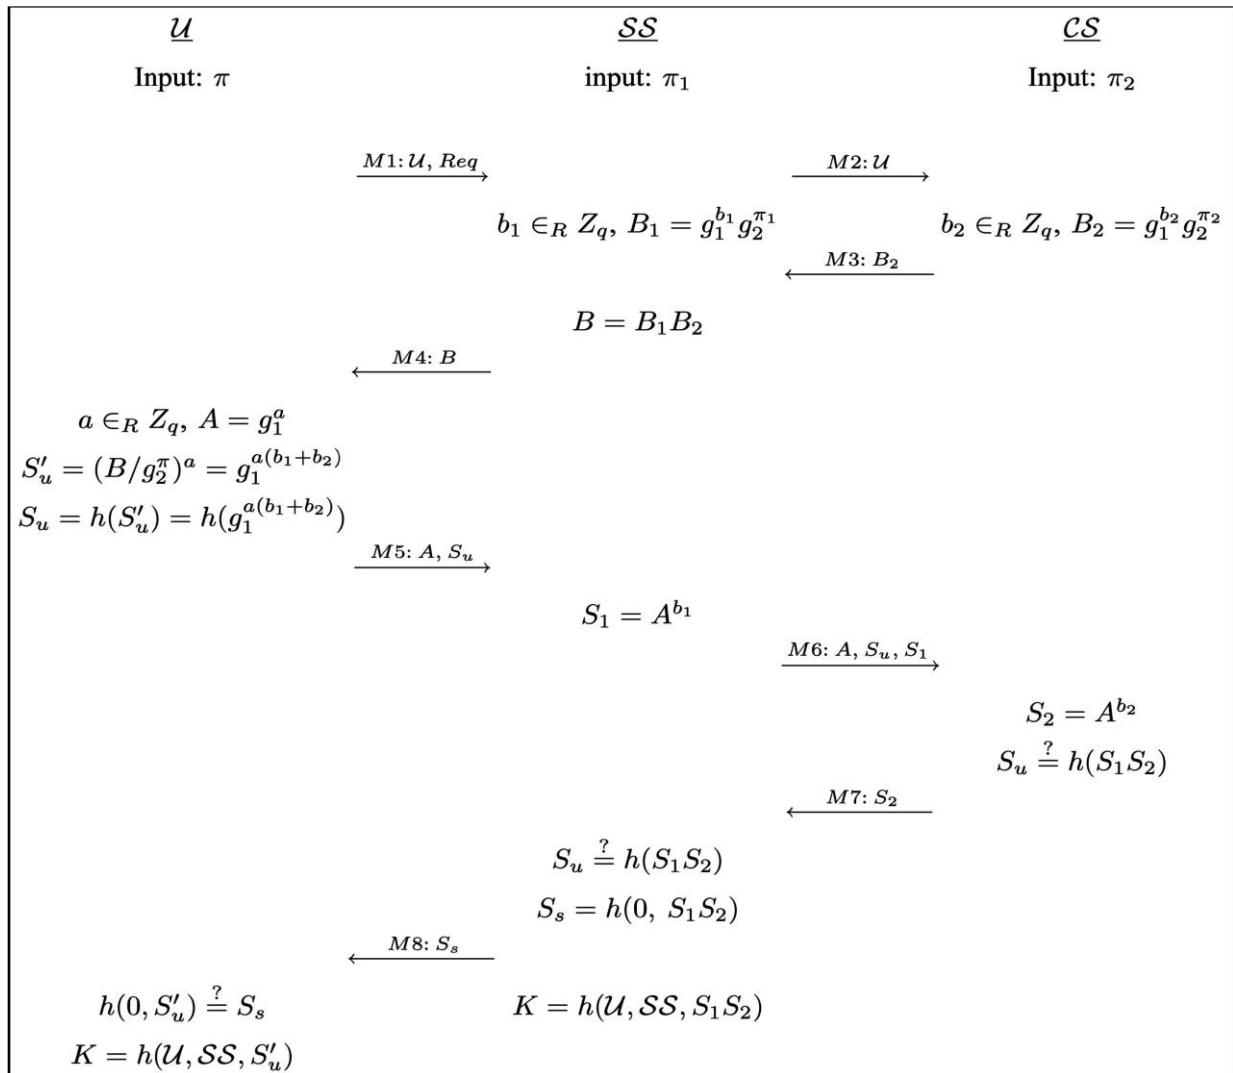 U SS CS
Input: π input: π₁ Input: π₂
M1: U, Req M2: U
b₁ ∈_R Z_q, B₁ = g₁^{b₁} g₂^{π₁} b₂ ∈_R Z_q, B₂ = g₁^{b₂} g₂^{π₂}
M3: B₂
B = B₁B₂
M4: B
a ∈_R Z_q, A = g₁^a
S'_u = (B/g₂^π)^a = g₁^{a(b₁+b₂)}
S_u = h(S'_u) = h(g₁^{a(b₁+b₂)})
M5: A, S_u
S₁ = A^{b₁}
M6: A, S_u, S₁
S₂ = A^{b₂}
S_u ≟ h(S₁S₂)
M7: S₂
S_u ≟ h(S₁S₂)
S_s = h(0, S₁S₂)
M8: S_s
h(0, S'_u) ≟ S_s K = h(U, SS, S₁S₂)
K = h(U, SS, S'_u)